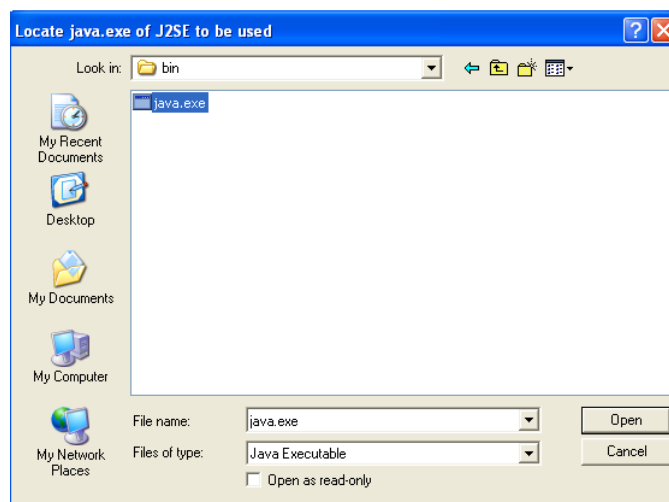 Locate java.exe of J2SE to be used
Look in:
bin
java.exe
My Recent
Documents
Desktop
My Documents
My Computer
My Network
Places
File name:
java.exe
Open
Files of type:
Java Executable
Cancel
Open as read-only